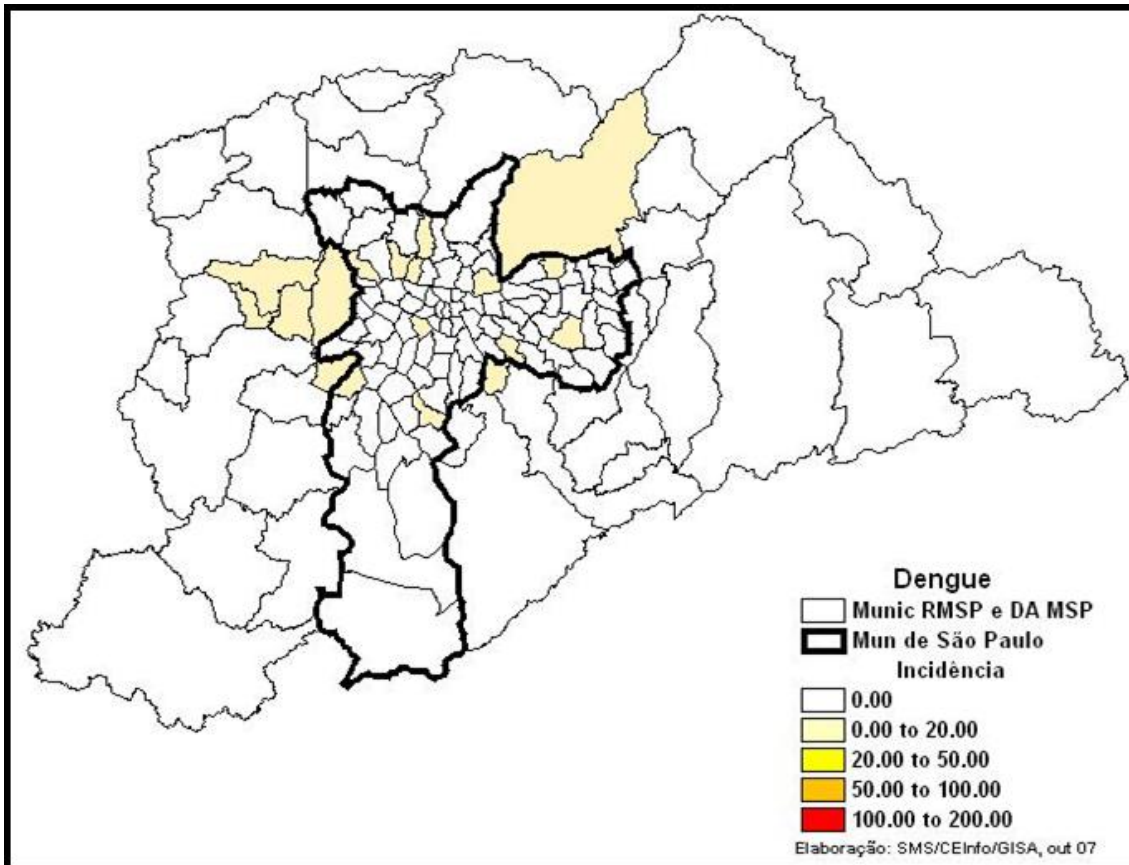 Dengue
Munic RMSP e DA MSP
Mun de São Paulo
Incidência
0.00
0.00 to 20.00
20.00 to 50.00
50.00 to 100.00
100.00 to 200.00
Elaboração: SMS/CEInfo/GISA, out 07